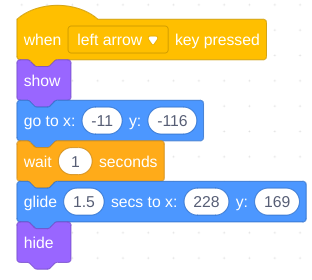 when left arrow key pressed
show
go to x: -11 y: -116
wait 1 seconds
glide 1.5 secs to x: 228 y: 169
hide